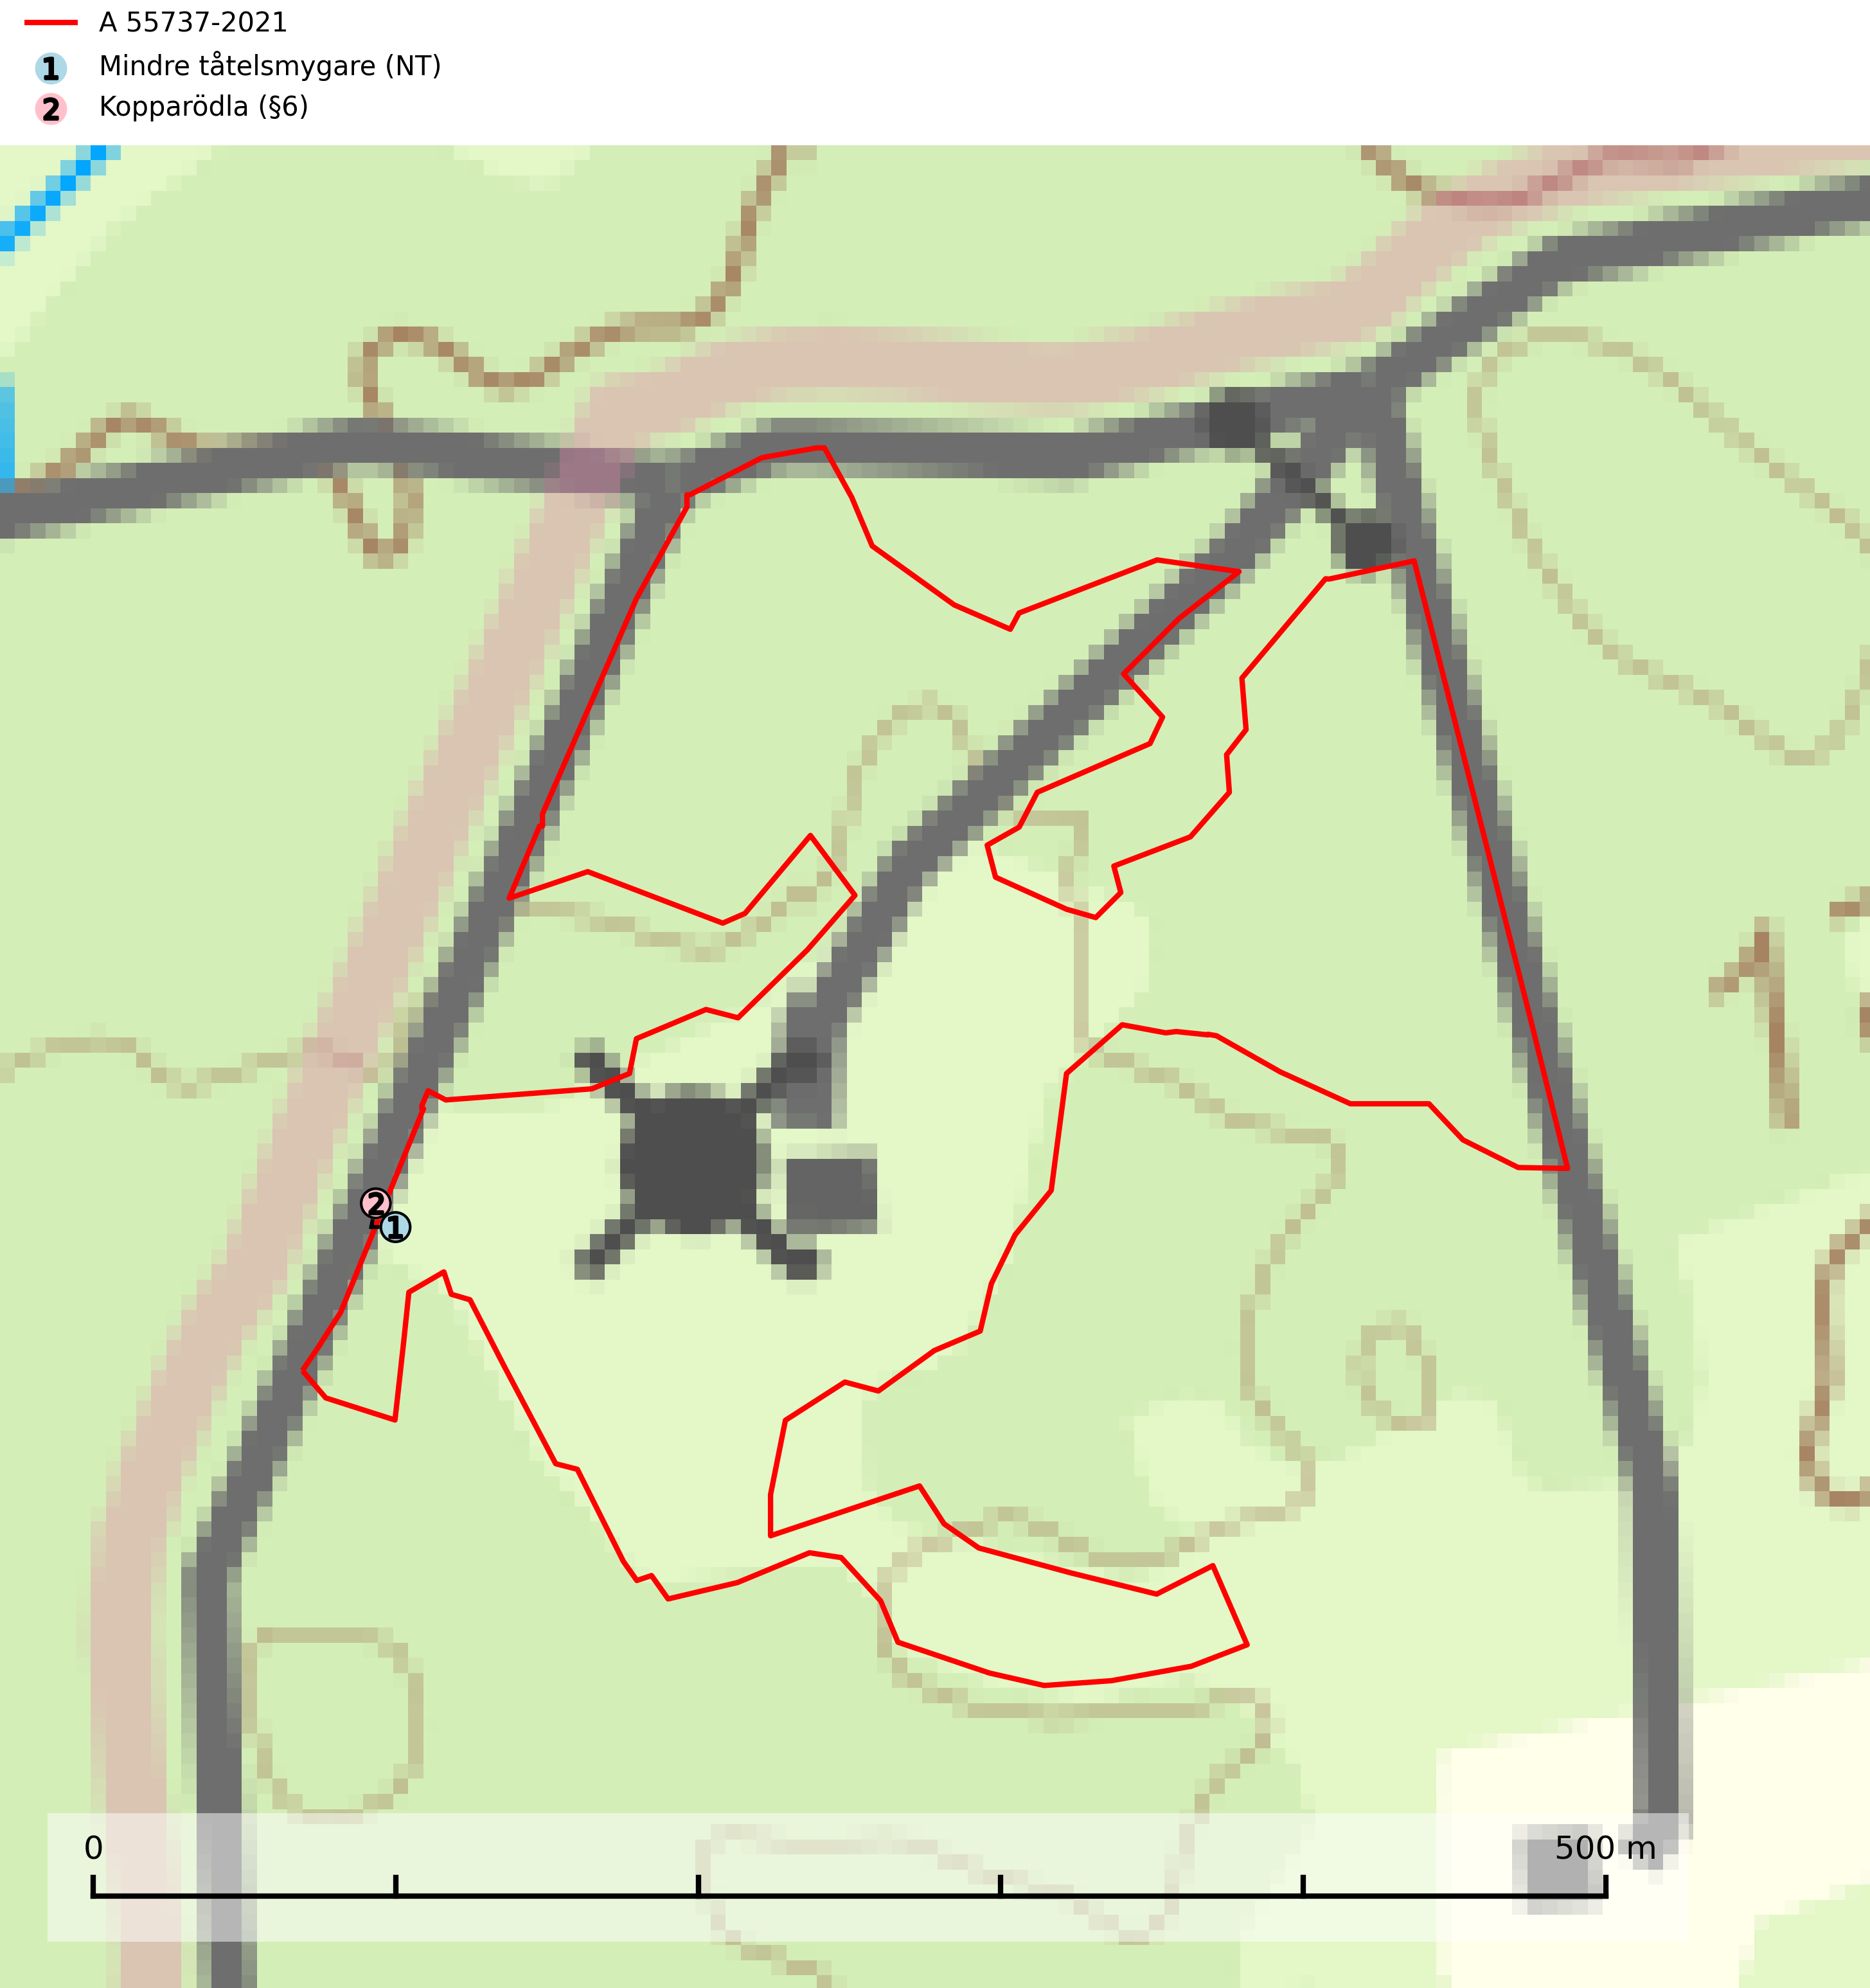 A 55737-2021
1 Mindre tåtelsmygare (NT)
2 Kopparödla (§6)
2
1
0 500 m